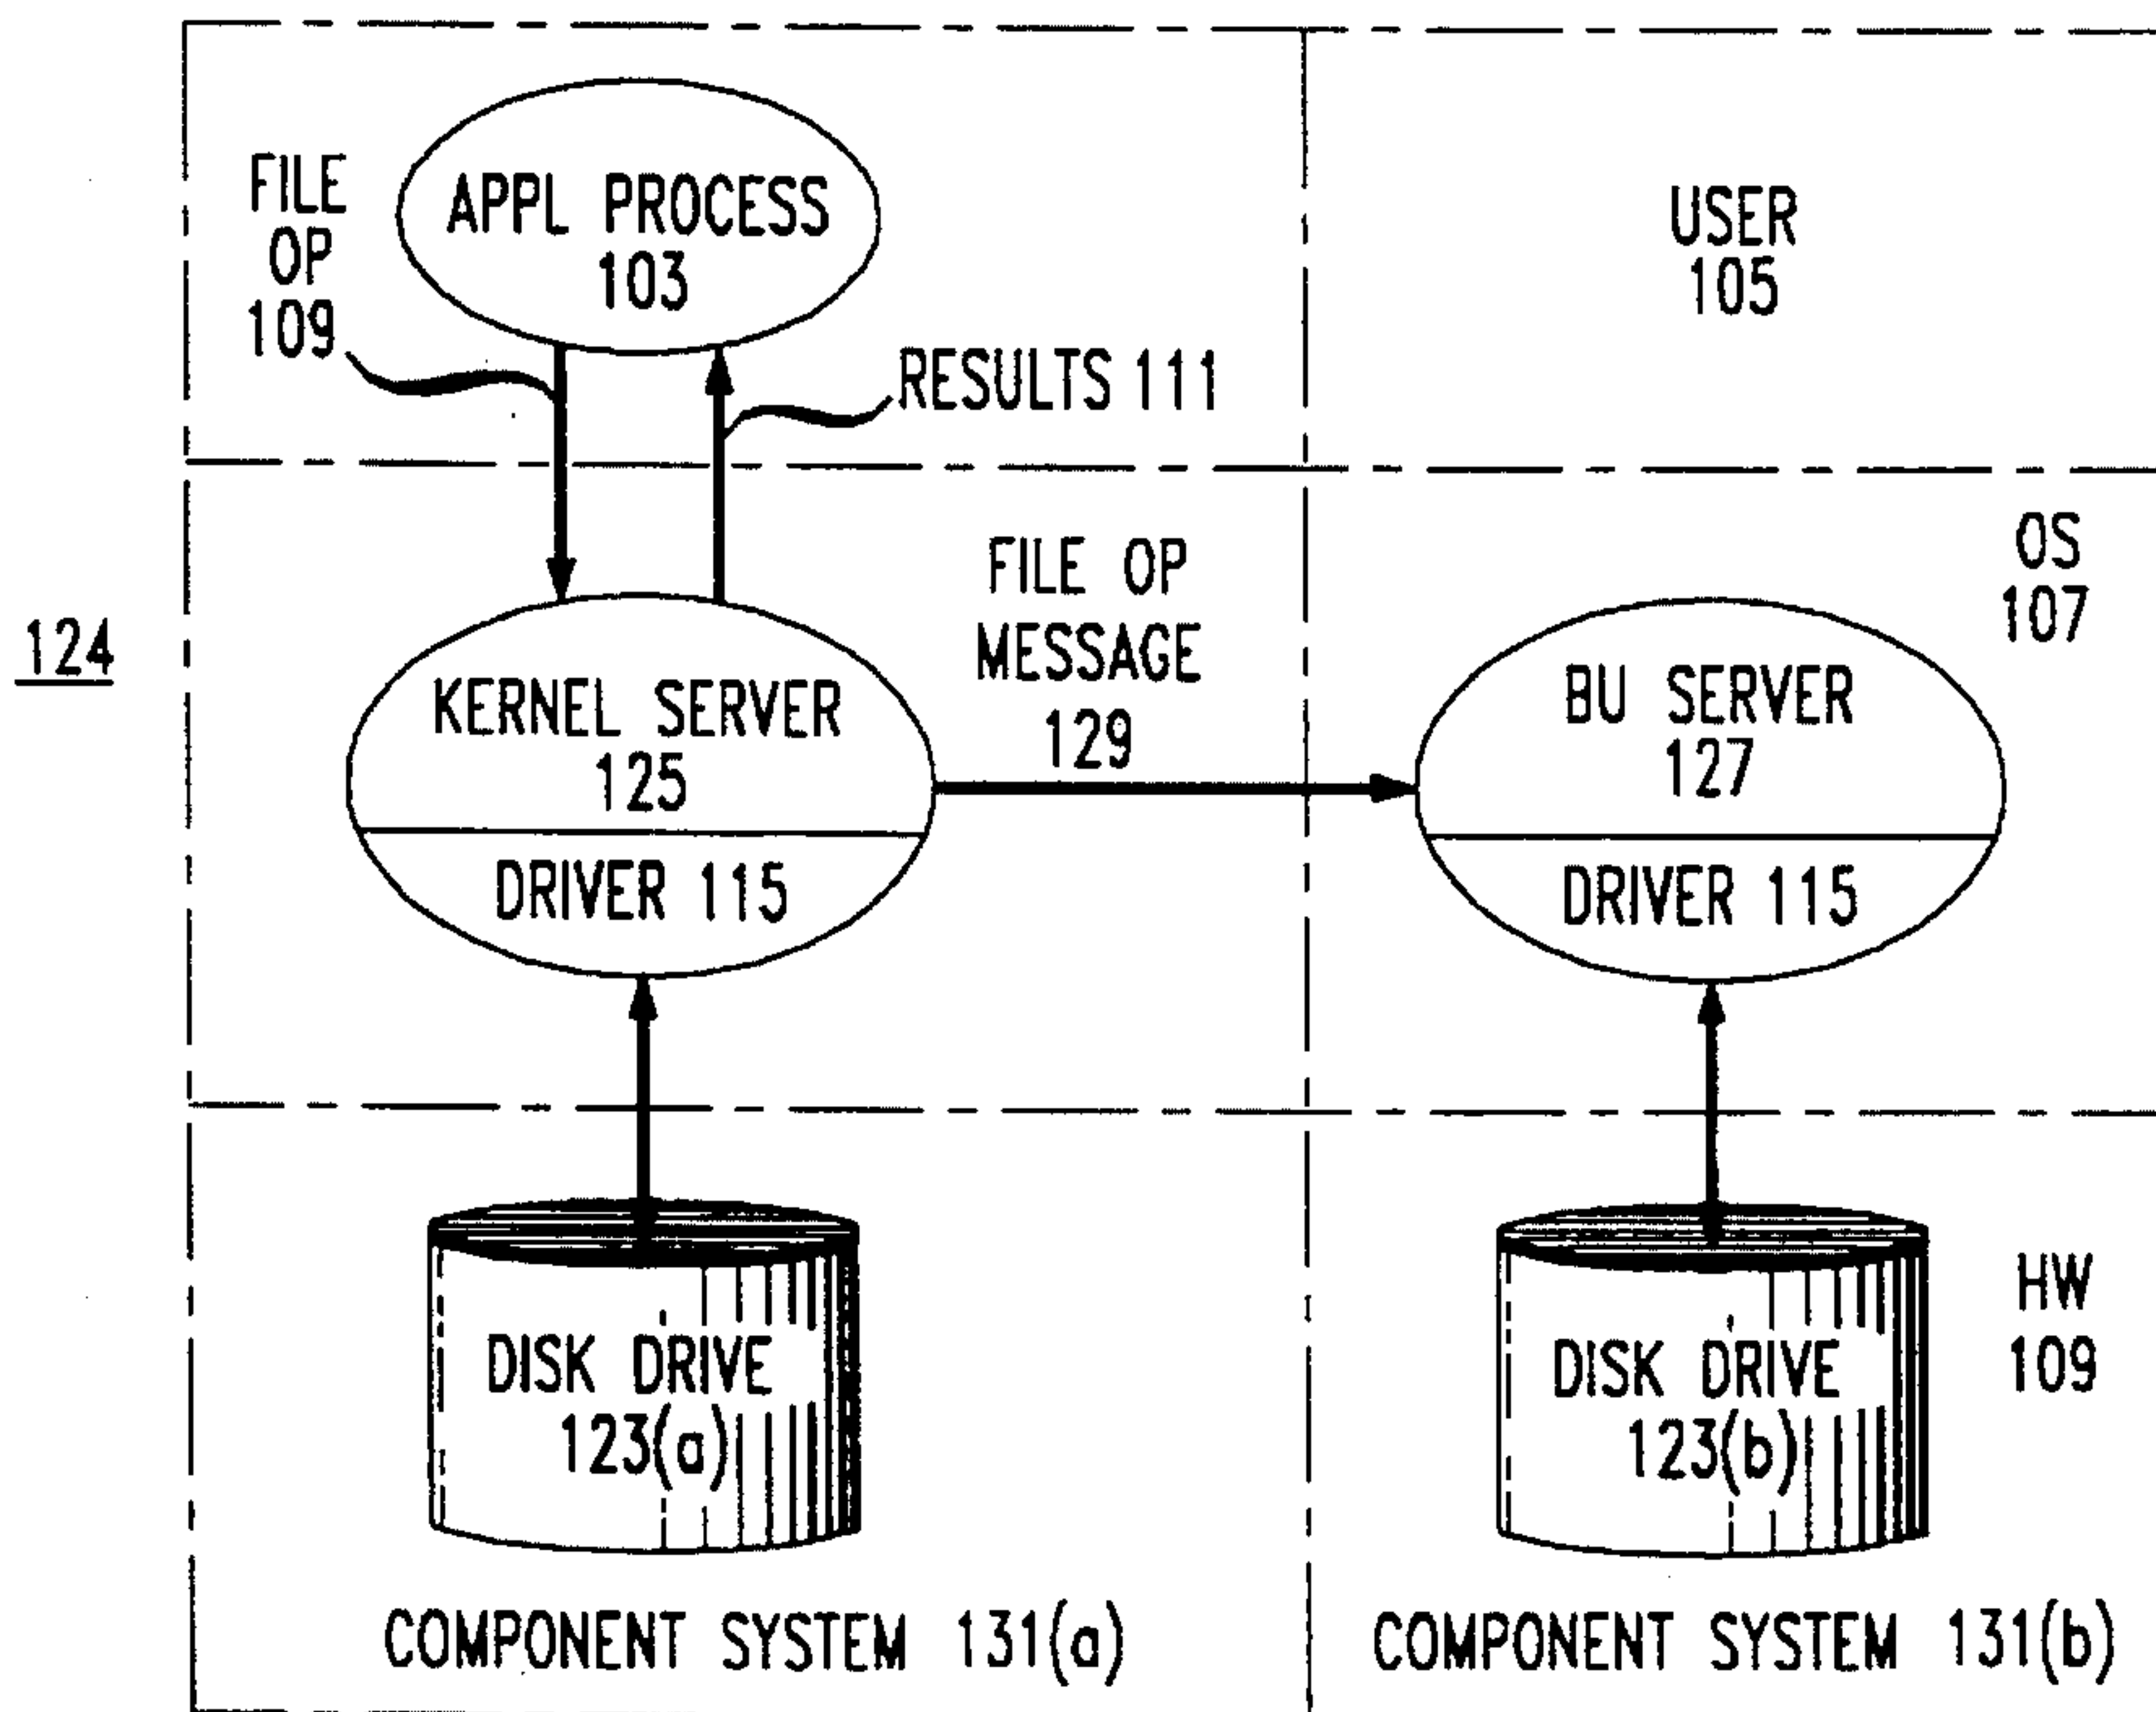 FILE
OP
109
APPL PROCESS
103
RESULTS 111
USER
105
124
FILE OP
MESSAGE
129
OS
107
KERNEL SERVER
125
DRIVER 115
BU SERVER
127
DRIVER 115
DISK DRIVE
123(a)
DISK DRIVE
123(b)
HW
109
COMPONENT SYSTEM 131(a)
COMPONENT SYSTEM 131(b)